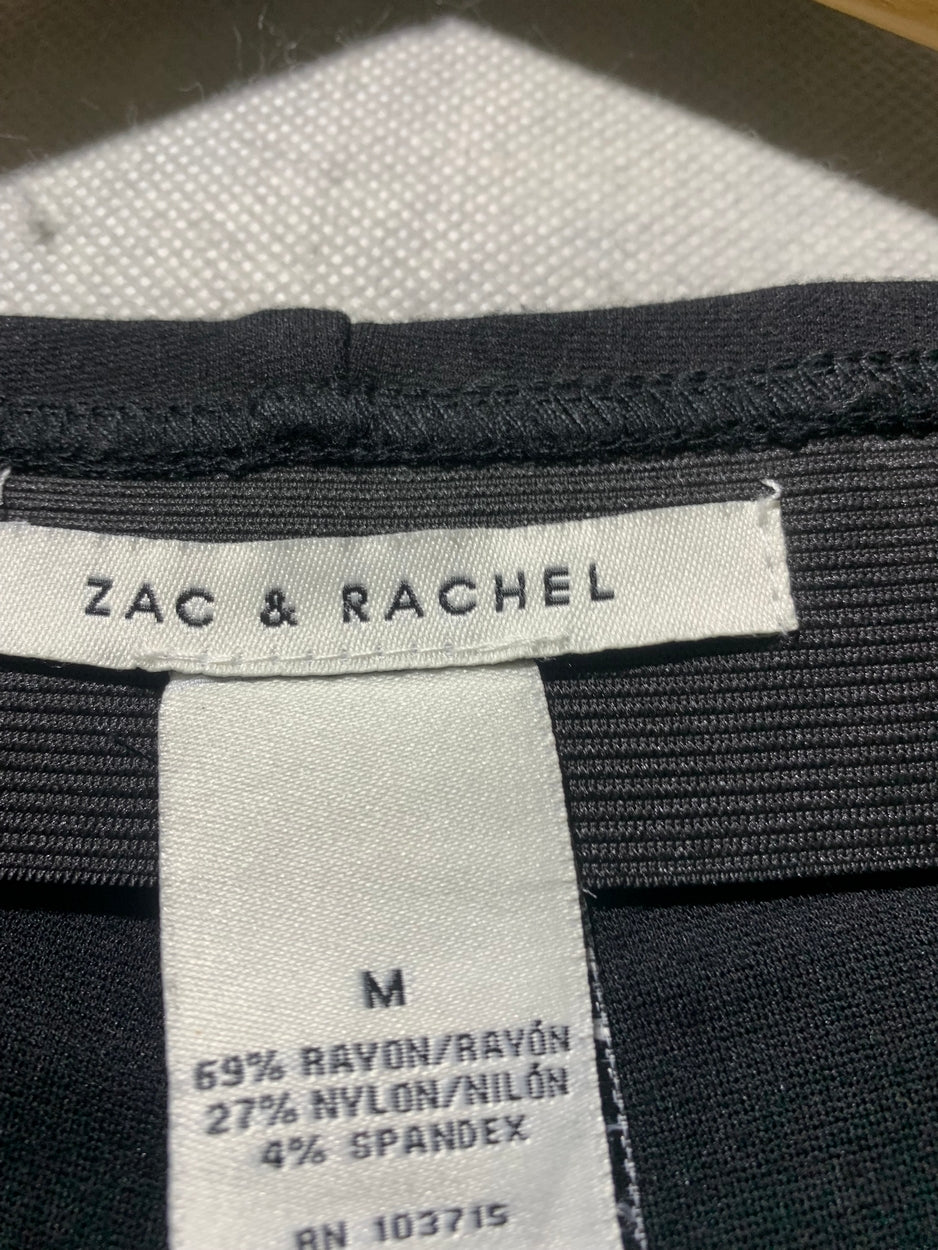 ZAC & RACHEL
M
69% RAYON/RAYÓN
27% NYLON/NILÓN
4% SPANDEX
RN 103715